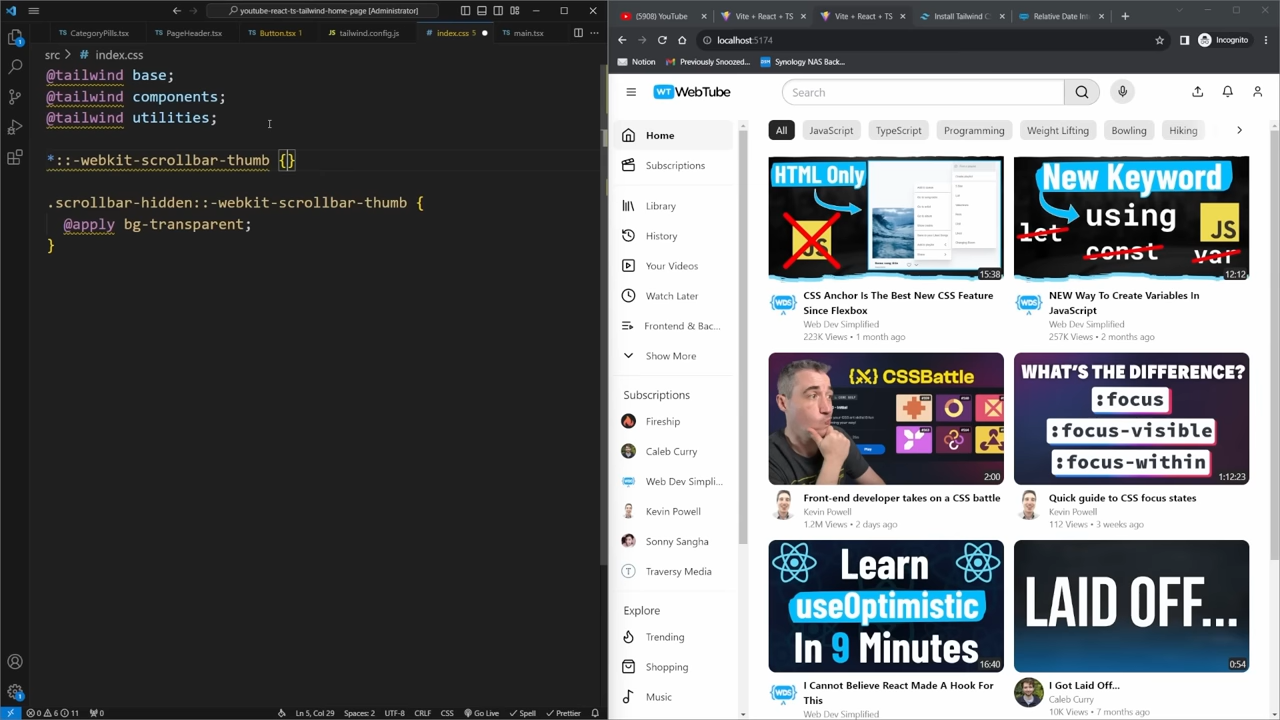 youtube-react-ts-tailwind-home-page [Administrator]
CategoryPills.tsx
PageHeader.tsx
Button.tsx 1
tailwind.config.js
index.css 5
main.tsx
src > # index.css
@tailwind base;
@tailwind components;
@tailwind utilities;
*::-webkit-scrollbar-thumb {}
.scrollbar-hidden::-webkit-scrollbar-thumb {
@apply bg-transparent;
}
0 6 11 0
Ln 5, Col 29
Spaces: 2
UTF-8
CRLF
CSS
Go Live
Spell
Prettier
(5908) YouTube
Vite + React + TS
Vite + React + TS
Install Tailwind C
Relative Date Int
localhost:5174
Incognito
Notion
Previously Snoozed...
Synology NAS Back...
WT WebTube
Search
Home
Subscriptions
Library
History
Your Videos
Watch Later
Frontend & Bac...
Show More
Subscriptions
Fireship
Caleb Curry
Web Dev Simpli...
Kevin Powell
Sonny Sangha
Traversy Media
Explore
Trending
Shopping
Music
All
JavaScript
TypeScript
Programming
Weight Lifting
Bowling
Hiking
HTML Only
JS
15:38
CSS Anchor Is The Best New CSS Feature
Since Flexbox
Web Dev Simplified
223K Views • 1 month ago
New Keyword
using
let
const
var
JS
12:12
NEW Way To Create Variables In
JavaScript
Web Dev Simplified
257K Views • 2 months ago
CSSBattle
2:00
Front-end developer takes on a CSS battle
Kevin Powell
1.2M Views • 2 days ago
WHAT'S THE DIFFERENCE?
:focus
:focus-visible
:focus-within
1:12:23
Quick guide to CSS focus states
Kevin Powell
112 Views • 3 weeks ago
Learn
useOptimistic
In 9 Minutes
16:40
I Cannot Believe React Made A Hook For
This
Web Dev Simplified
LAID OFF...
0:54
I Got Laid Off...
Caleb Curry
10K Views • 7 months ago